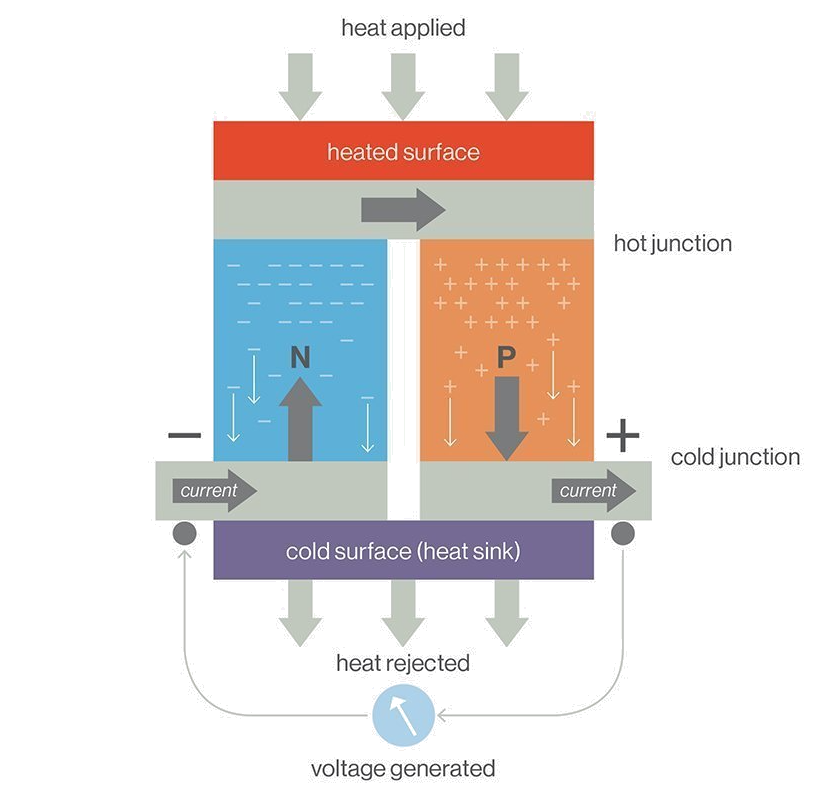 heat applied
heated surface
hot junction
N
P
−
+
cold junction
current
current
cold surface (heat sink)
heat rejected
voltage generated